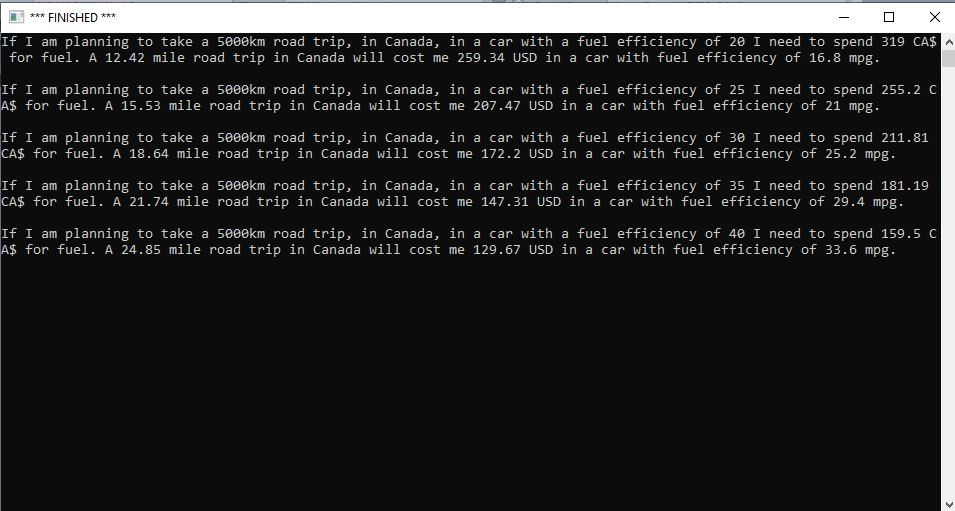 *** FINISHED ***
If I am planning to take a 5000km road trip, in Canada, in a car with a fuel efficiency of 20 I need to spend 319 CA$
for fuel. A 12.42 mile road trip in Canada will cost me 259.34 USD in a car with fuel efficiency of 16.8 mpg.
If I am planning to take a 5000km road trip, in Canada, in a car with a fuel efficiency of 25 I need to spend 255.2 C
A$ for fuel. A 15.53 mile road trip in Canada will cost me 207.47 USD in a car with fuel efficiency of 21 mpg.
If I am planning to take a 5000km road trip, in Canada, in a car with a fuel efficiency of 30 I need to spend 211.81
CA$ for fuel. A 18.64 mile road trip in Canada will cost me 172.2 USD in a car with fuel efficiency of 25.2 mpg.
If I am planning to take a 5000km road trip, in Canada, in a car with a fuel efficiency of 35 I need to spend 181.19
CA$ for fuel. A 21.74 mile road trip in Canada will cost me 147.31 USD in a car with fuel efficiency of 29.4 mpg.
If I am planning to take a 5000km road trip, in Canada, in a car with a fuel efficiency of 40 I need to spend 159.5 C
A$ for fuel. A 24.85 mile road trip in Canada will cost me 129.67 USD in a car with fuel efficiency of 33.6 mpg.